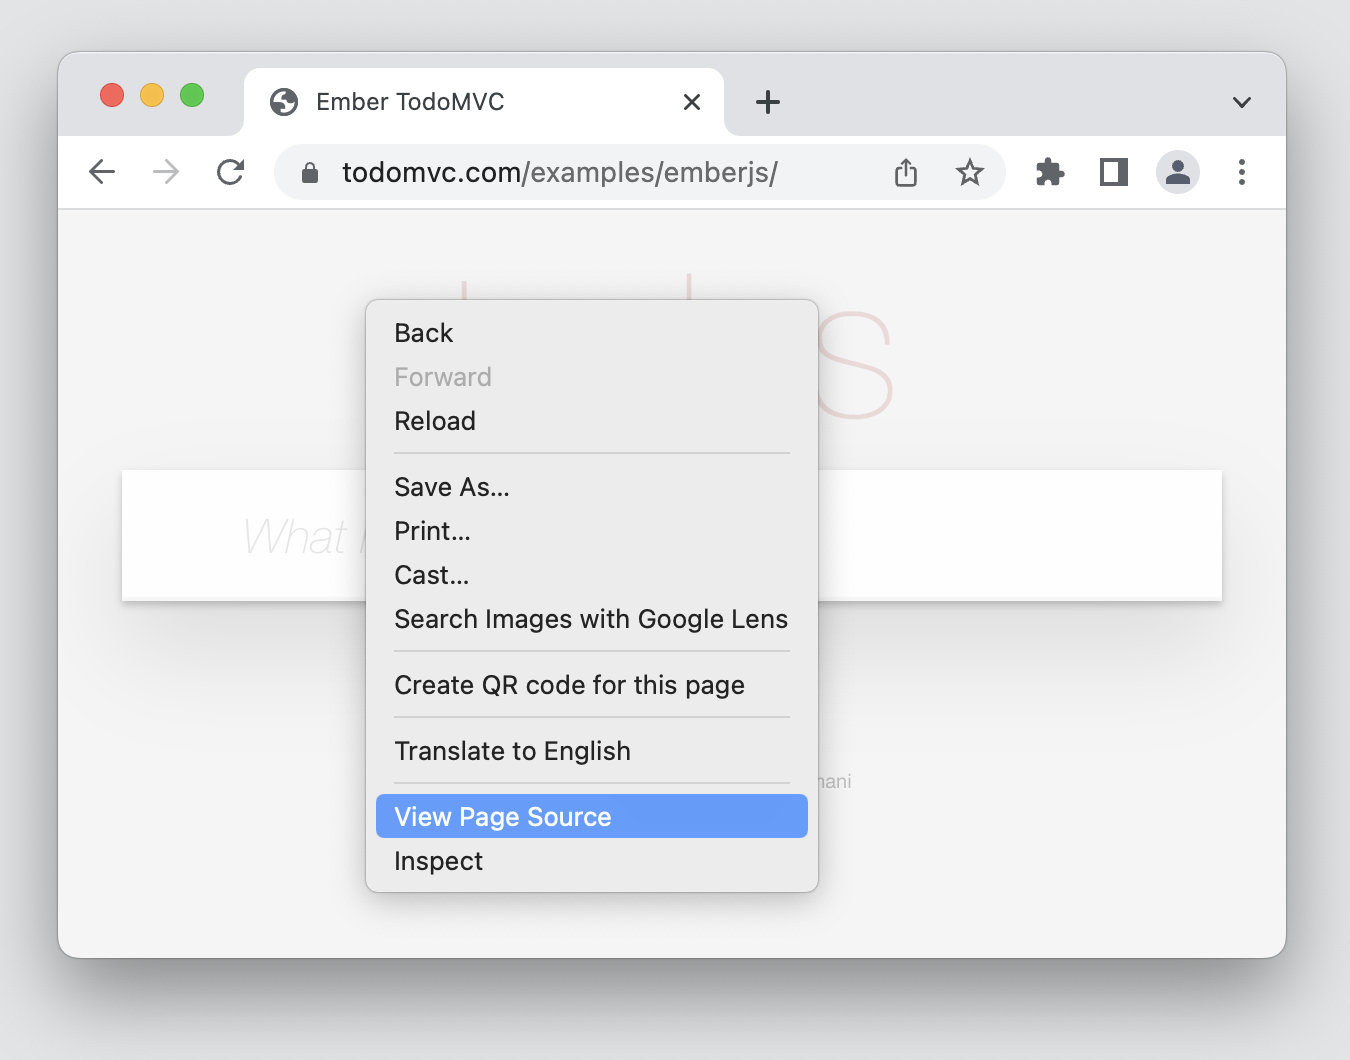 Ember TodoMVC
todomvc.com/examples/emberjs/
Back
Forward
Reload
Save As...
Print...
What
Cast...
Search Images with Google Lens
Create QR code for this page
Translate to English
View Page Source
Inspect